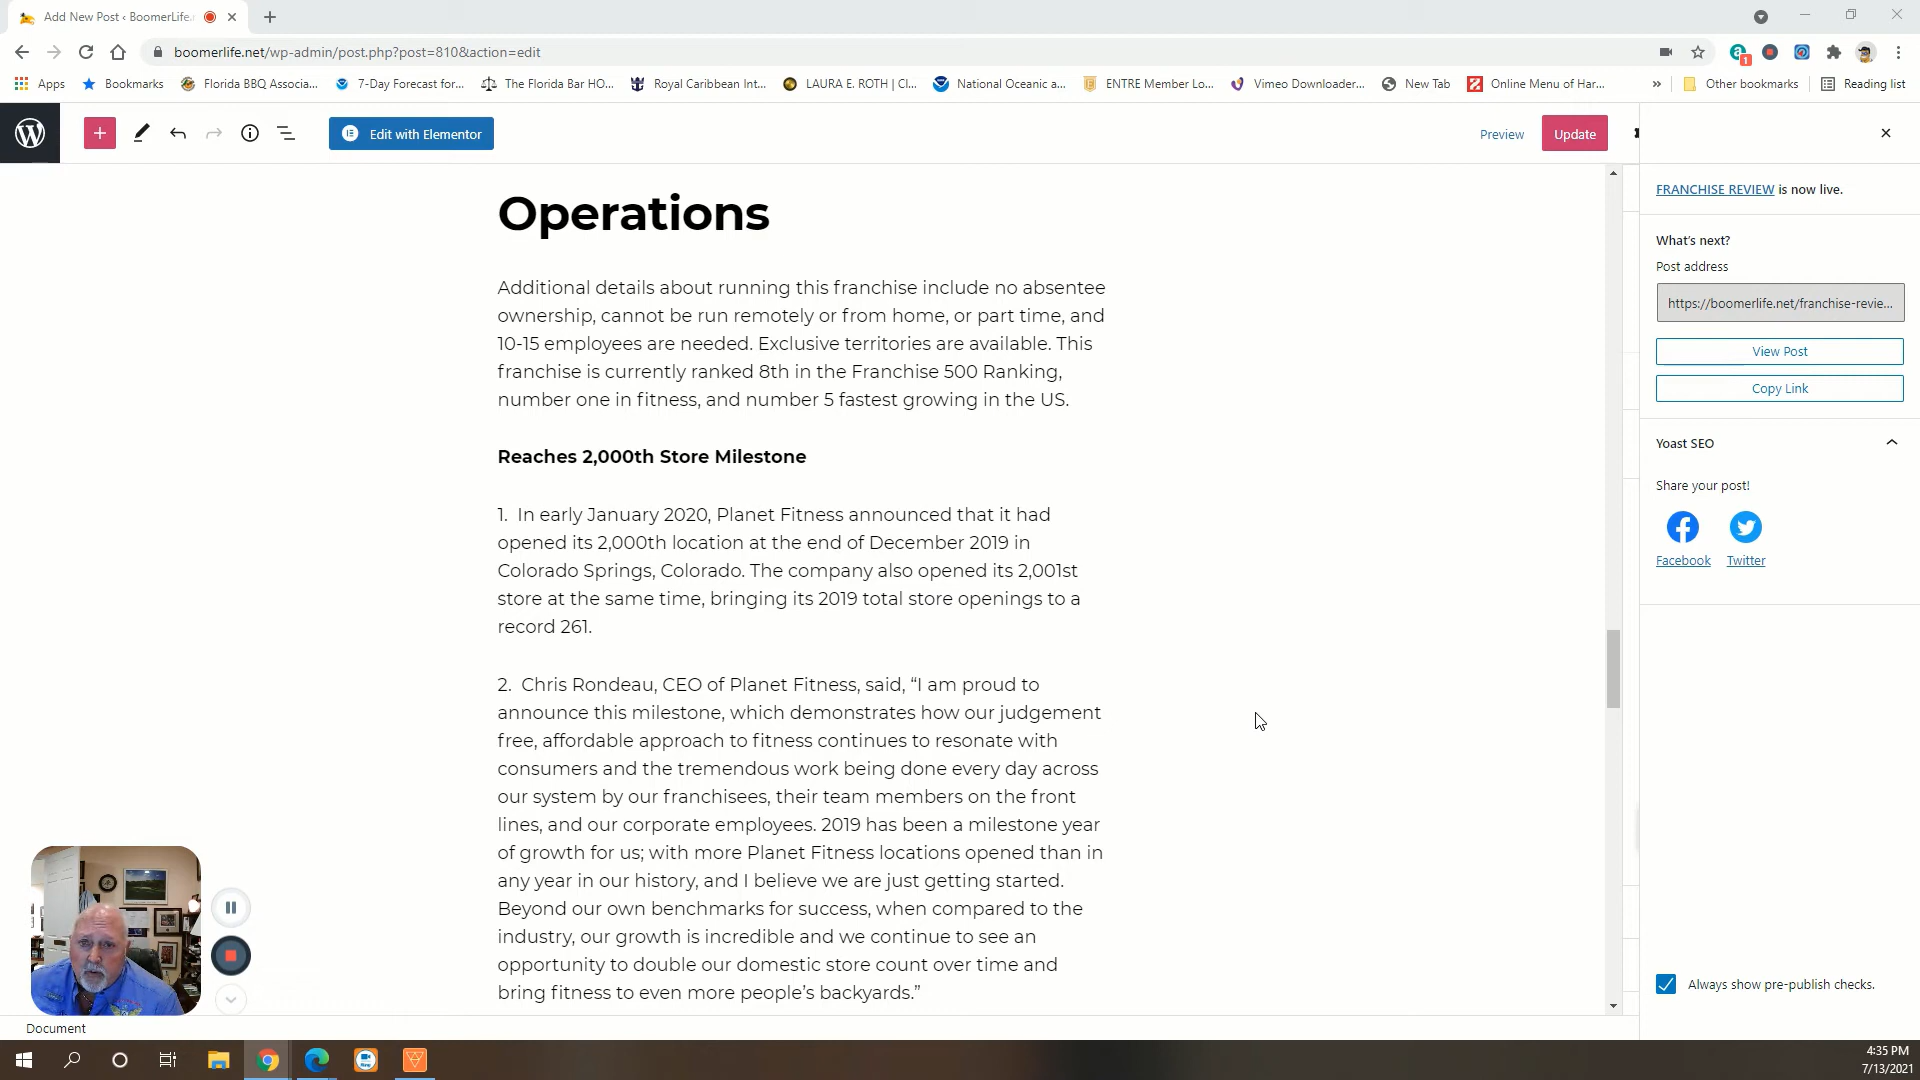 Add New Post ‹ BoomerLife.
boomerlife.net/wp-admin/post.php?post=810&action=edit
1
Apps
Bookmarks
Florida BBQ Associa...
7-Day Forecast for...
The Florida Bar HO...
Royal Caribbean Int...
LAURA E. ROTH | Cl...
National Oceanic a...
ENTRE Member Lo...
Vimeo Downloader...
New Tab
Online Menu of Har...
»
Other bookmarks
Reading list
Edit with Elementor
Preview
Update
Operations
Additional details about running this franchise include no absentee
ownership, cannot be run remotely or from home, or part time, and
10-15 employees are needed. Exclusive territories are available. This
franchise is currently ranked 8th in the Franchise 500 Ranking,
number one in fitness, and number 5 fastest growing in the US.
Reaches 2,000th Store Milestone
1. In early January 2020, Planet Fitness announced that it had
opened its 2,000th location at the end of December 2019 in
Colorado Springs, Colorado. The company also opened its 2,001st
store at the same time, bringing its 2019 total store openings to a
record 261.
2. Chris Rondeau, CEO of Planet Fitness, said, “I am proud to
announce this milestone, which demonstrates how our judgement
free, affordable approach to fitness continues to resonate with
consumers and the tremendous work being done every day across
our system by our franchisees, their team members on the front
lines, and our corporate employees. 2019 has been a milestone year
of growth for us; with more Planet Fitness locations opened than in
any year in our history, and I believe we are just getting started.
Beyond our own benchmarks for success, when compared to the
industry, our growth is incredible and we continue to see an
opportunity to double our domestic store count over time and
bring fitness to even more people’s backyards.”
FRANCHISE REVIEW is now live.
What’s next?
Post address
https://boomerlife.net/franchise-revie...
View Post
Copy Link
Yoast SEO
Share your post!
Facebook
Twitter
Always show pre-publish checks.
Document
4:35 PM
7/13/2021